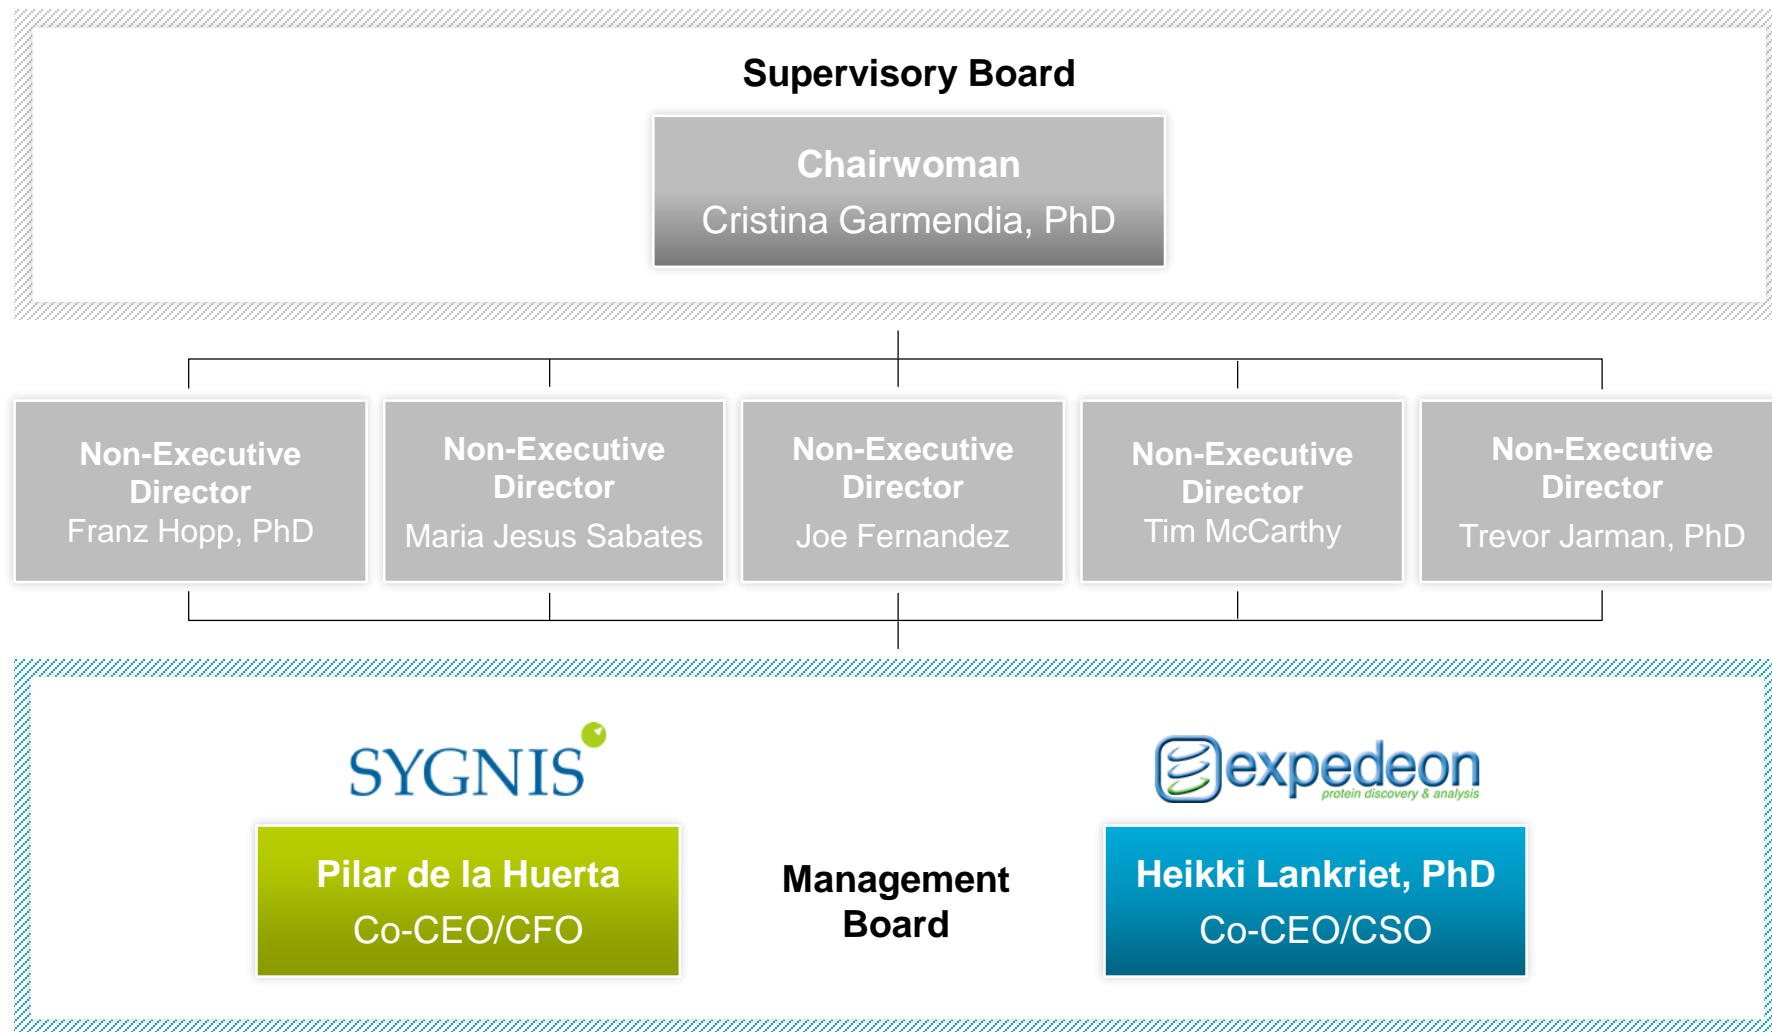 Supervisory Board
Chairwoman
Cristina Garmendia, PhD
Non-Executive
Director
Franz Hopp, PhD
Non-Executive
Director
Maria Jesus Sabates
Non-Executive
Director
Joe Fernandez
Non-Executive
Director
Tim McCarthy
Non-Executive
Director
Trevor Jarman, PhD
SYGNIS
Pilar de la Huerta
Co-CEO/CFO
Management
Board
expedeon
protein discovery & analysis
Heikki Lankriet, PhD
Co-CEO/CSO